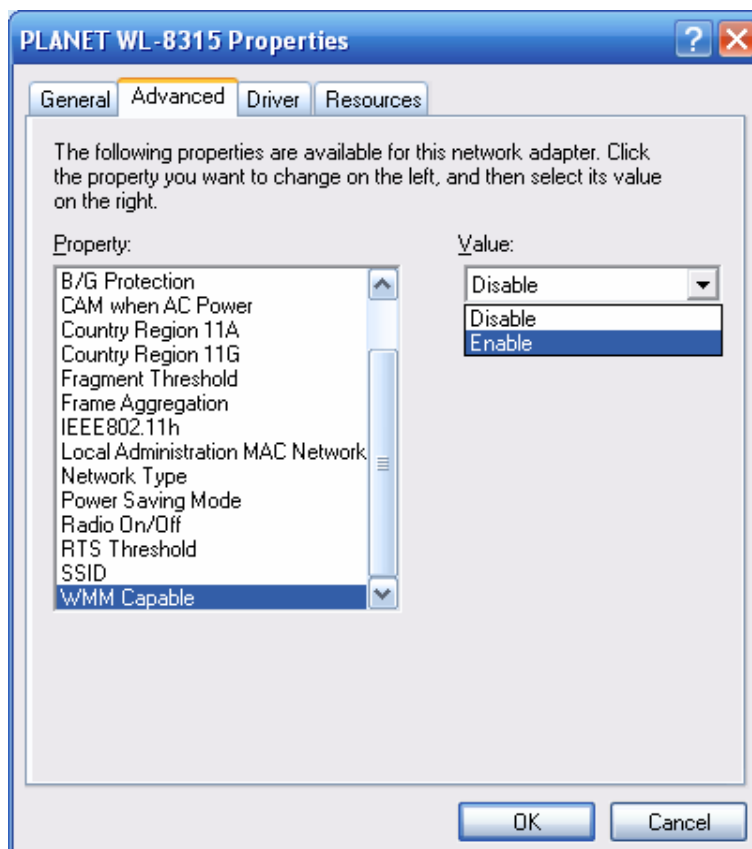 PLANET WL-8315 Properties
General
Advanced
Driver
Resources
The following properties are available for this network adapter. Click
the property you want to change on the left, and then select its value
on the right.
Property:
B/G Protection
CAM when AC Power
Country Region 11A
Country Region 11G
Fragment Threshold
Frame Aggregation
IEEE802.11h
Local Administration MAC Network
Network Type
Power Saving Mode
Radio On/Off
RTS Threshold
SSID
WMM Capable
Value:
Disable
Disable
Enable
OK
Cancel